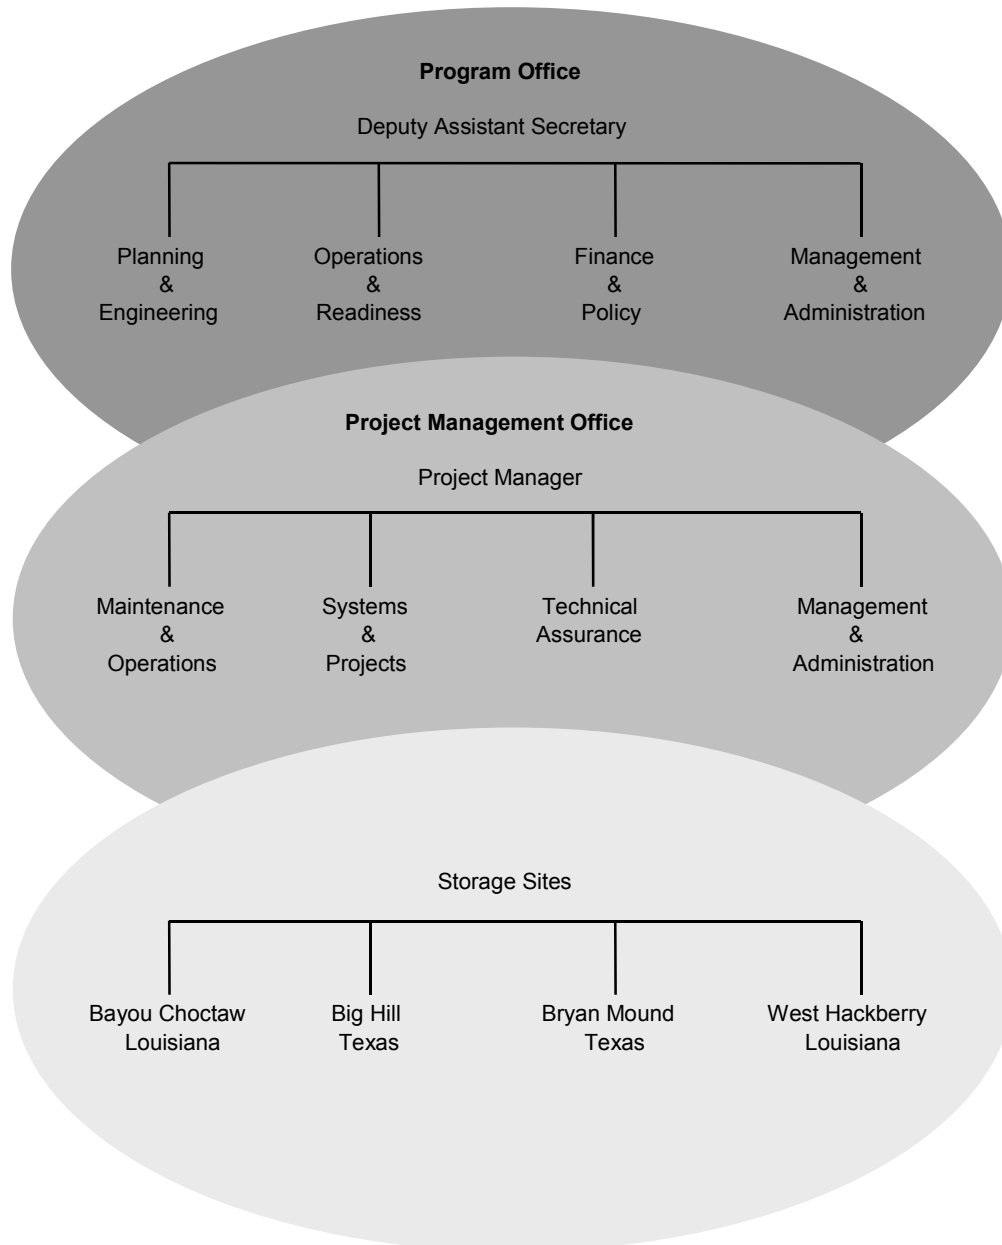 Program Office
Deputy Assistant Secretary
Planning
&
Engineering
Operations
&
Readiness
Finance
&
Policy
Management
&
Administration
Project Management Office
Project Manager
Maintenance
&
Operations
Systems
&
Projects
Technical
Assurance
Management
&
Administration
Storage Sites
Bayou Choctaw
Louisiana
Big Hill
Texas
Bryan Mound
Texas
West Hackberry
Louisiana